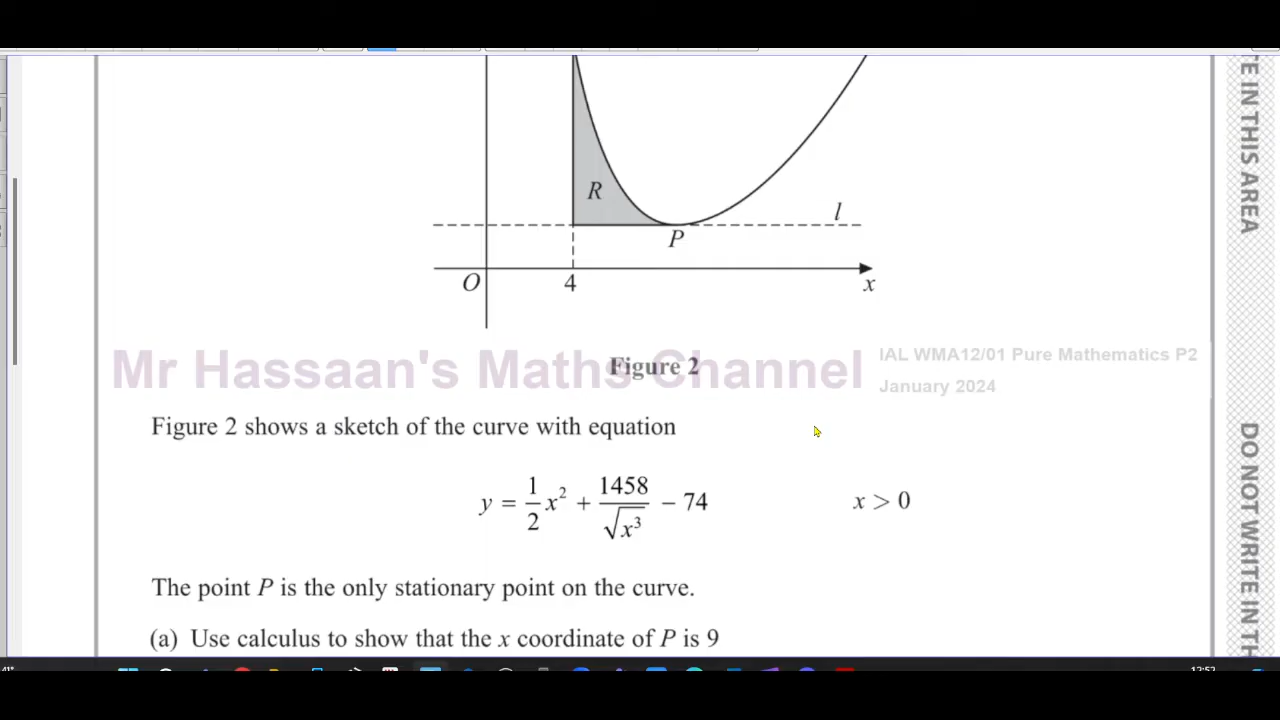 R
l
P
O
4
x
Mr Hassaan's Maths Channel
Figure 2
IAL WMA12/01 Pure Mathematics P2
January 2024
Figure 2 shows a sketch of the curve with equation
y = 1/2 x² + 1458/√x³ − 74 x > 0
The point P is the only stationary point on the curve.
(a) Use calculus to show that the x coordinate of P is 9
TE IN THIS AREA
DO NOT WRITE IN TH
12:52